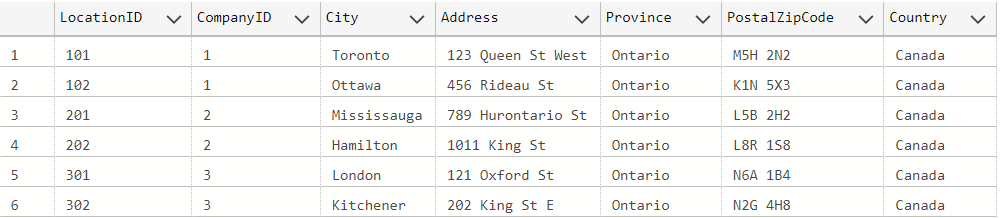 LocationID CompanyID City Address Province PostalZipCode Country
1 101 1 Toronto 123 Queen St West Ontario M5H 2N2 Canada
2 102 1 Ottawa 456 Rideau St Ontario K1N 5X3 Canada
3 201 2 Mississauga 789 Hurontario St Ontario L5B 2H2 Canada
4 202 2 Hamilton 1011 King St Ontario L8R 1S8 Canada
5 301 3 London 121 Oxford St Ontario N6A 1B4 Canada
6 302 3 Kitchener 202 King St E Ontario N2G 4H8 Canada